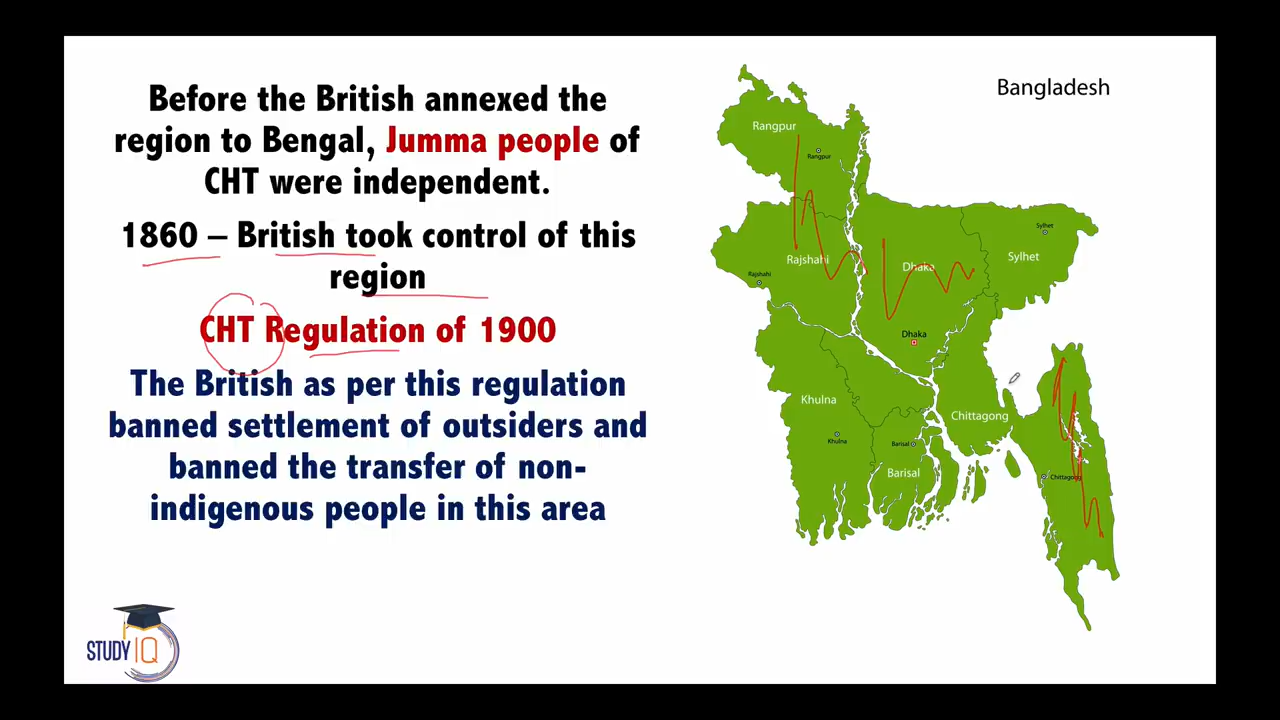 Before the British annexed the
region to Bengal, Jumma people of
CHT were independent.
1860 – British took control of this
region
CHT Regulation of 1900
The British as per this regulation
banned settlement of outsiders and
banned the transfer of non-
indigenous people in this area
STUDY IQ
Bangladesh
Rangpur
Rangpur
Rajshahi
Rajshahi
Dhaka
Dhaka
Sylhet
Sylhet
Khulna
Khulna
Barisal
Barisal
Chittagong
Chittagong